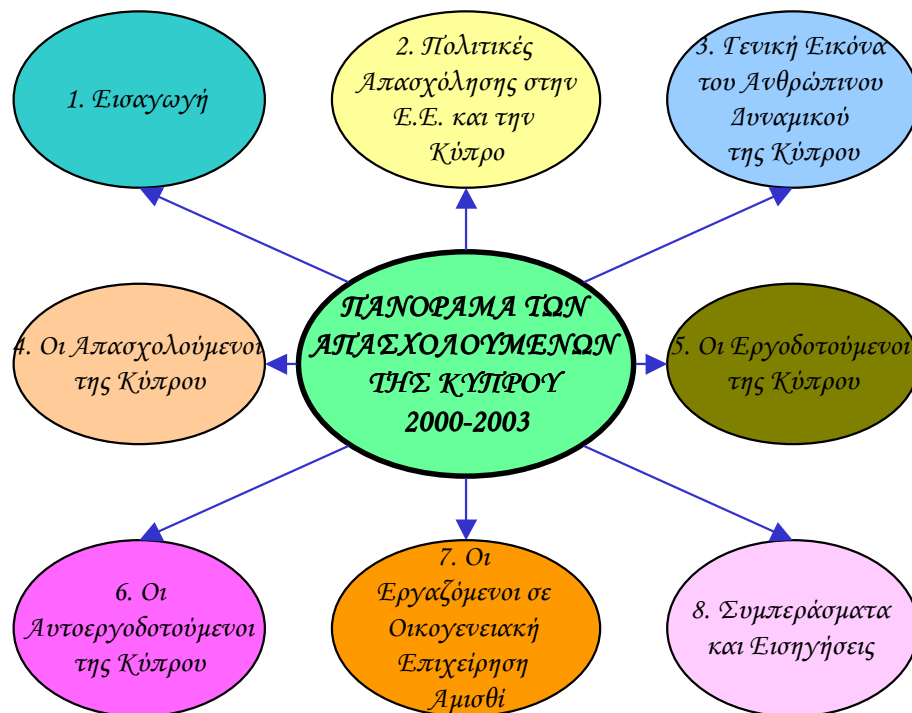 1. Εισαγωγή
2. Πολιτικές
Απασχόλησης στην
Ε.Ε. και την
Κύπρο
3. Γενική Εικόνα
του Ανθρώπινου
Δυναμικού
της Κύπρου
ΠΑΝΟΡΑΜΑ ΤΩΝ
ΑΠΑΣΧΟΛΟΥΜΕΝΩΝ
ΤΗΣ ΚΥΠΡΟΥ
2000-2003
4. Οι Απασχολούμενοι
της Κύπρου
5. Οι Εργοδοτούμενοι
της Κύπρου
6. Οι
Αυτοεργοδοτούμενοι
της Κύπρου
7. Οι
Εργαζόμενοι σε
Οικογενειακή
Επιχείρηση
Αμισθί
8. Συμπεράσματα
και Εισηγήσεις